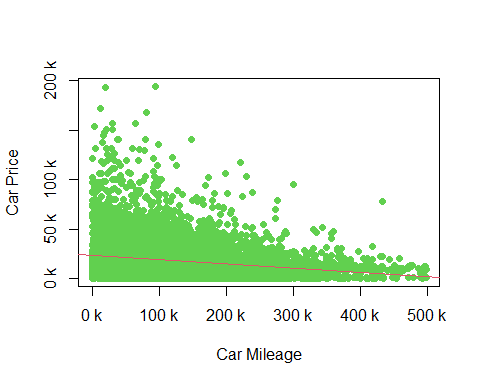 200 k
100 k
50 k
0 k
Car Price
0 k
100 k
200 k
300 k
400 k
500 k
Car Mileage